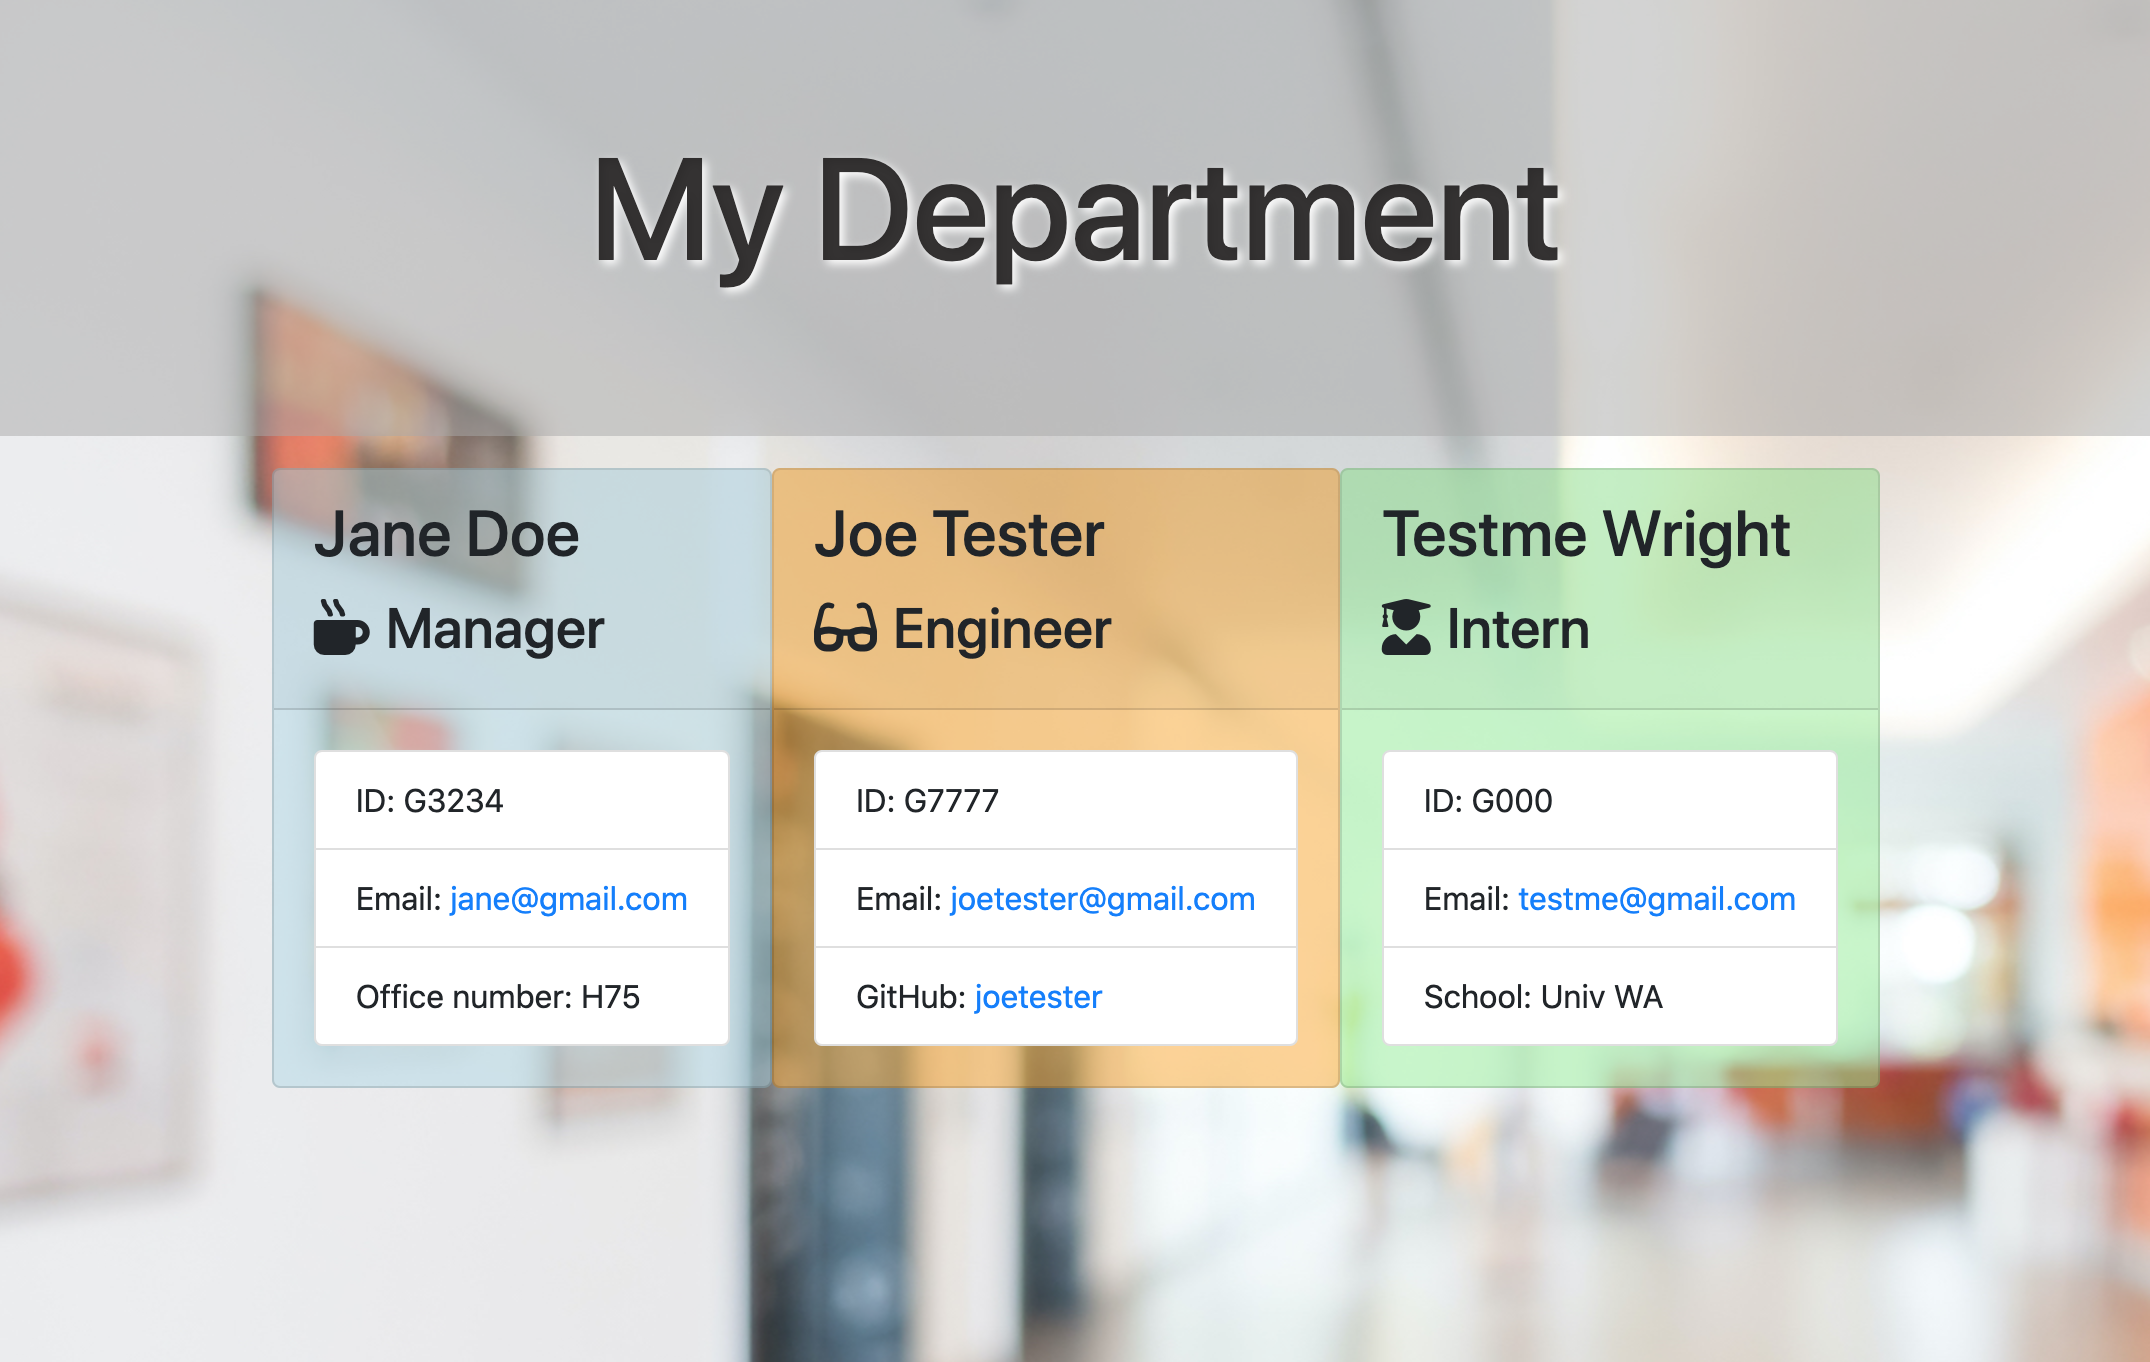 My Department
Jane Doe
Manager
ID: G3234
Email: jane@gmail.com
Office number: H75
Joe Tester
Engineer
ID: G7777
Email: joetester@gmail.com
GitHub: joetester
Testme Wright
Intern
ID: G000
Email: testme@gmail.com
School: Univ WA